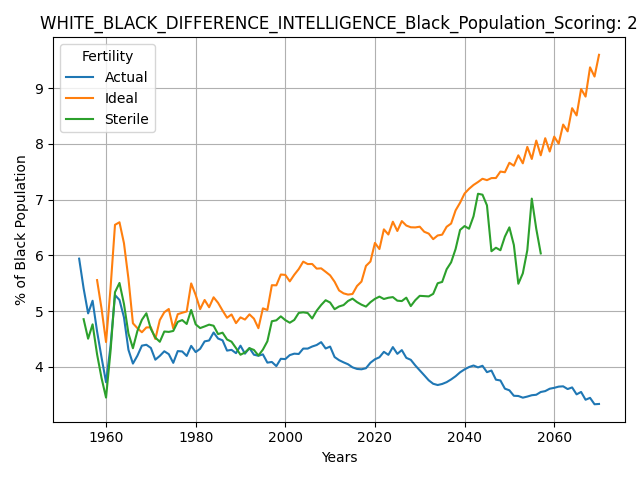 WHITE_BLACK_DIFFERENCE_INTELLIGENCE_Black_Population_Scoring: 2
Fertility
Actual
Ideal
Sterile
% of Black Population
9
8
7
6
5
4
1960 1980 2000 2020 2040 2060
Years